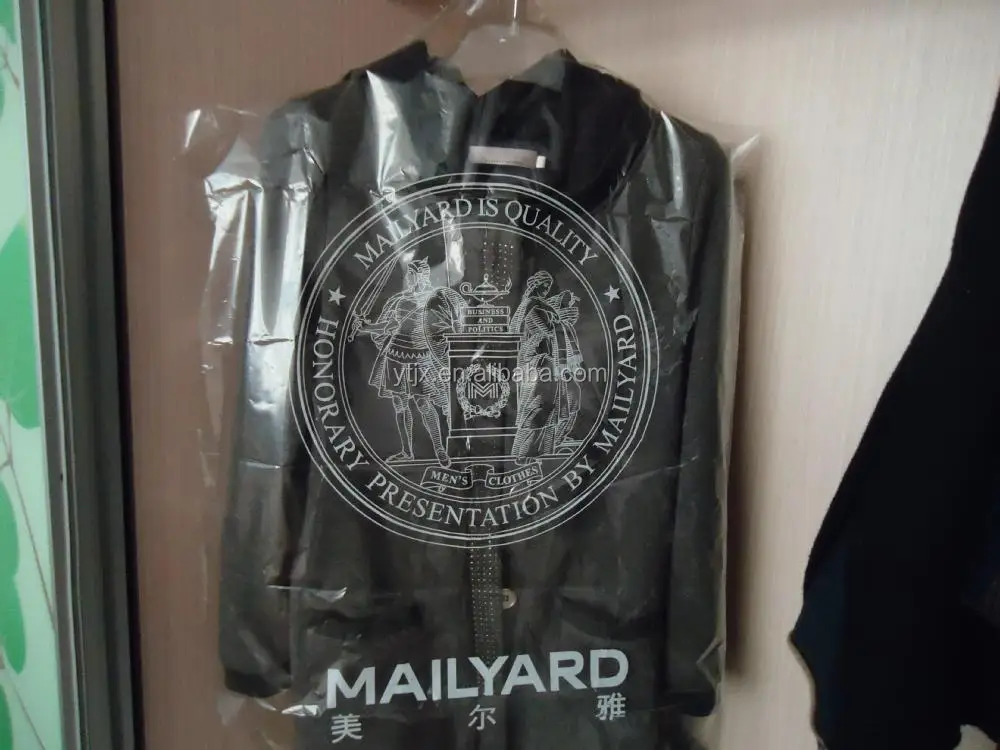 MAILYARD IS QUALITY
BUSINESS
AND
POLITICS
ytjx.en.alibaba.com
M
MEN'S CLOTHES
HONORARY PRESENTATION BY MAILYARD
MAILYARD
美尔雅